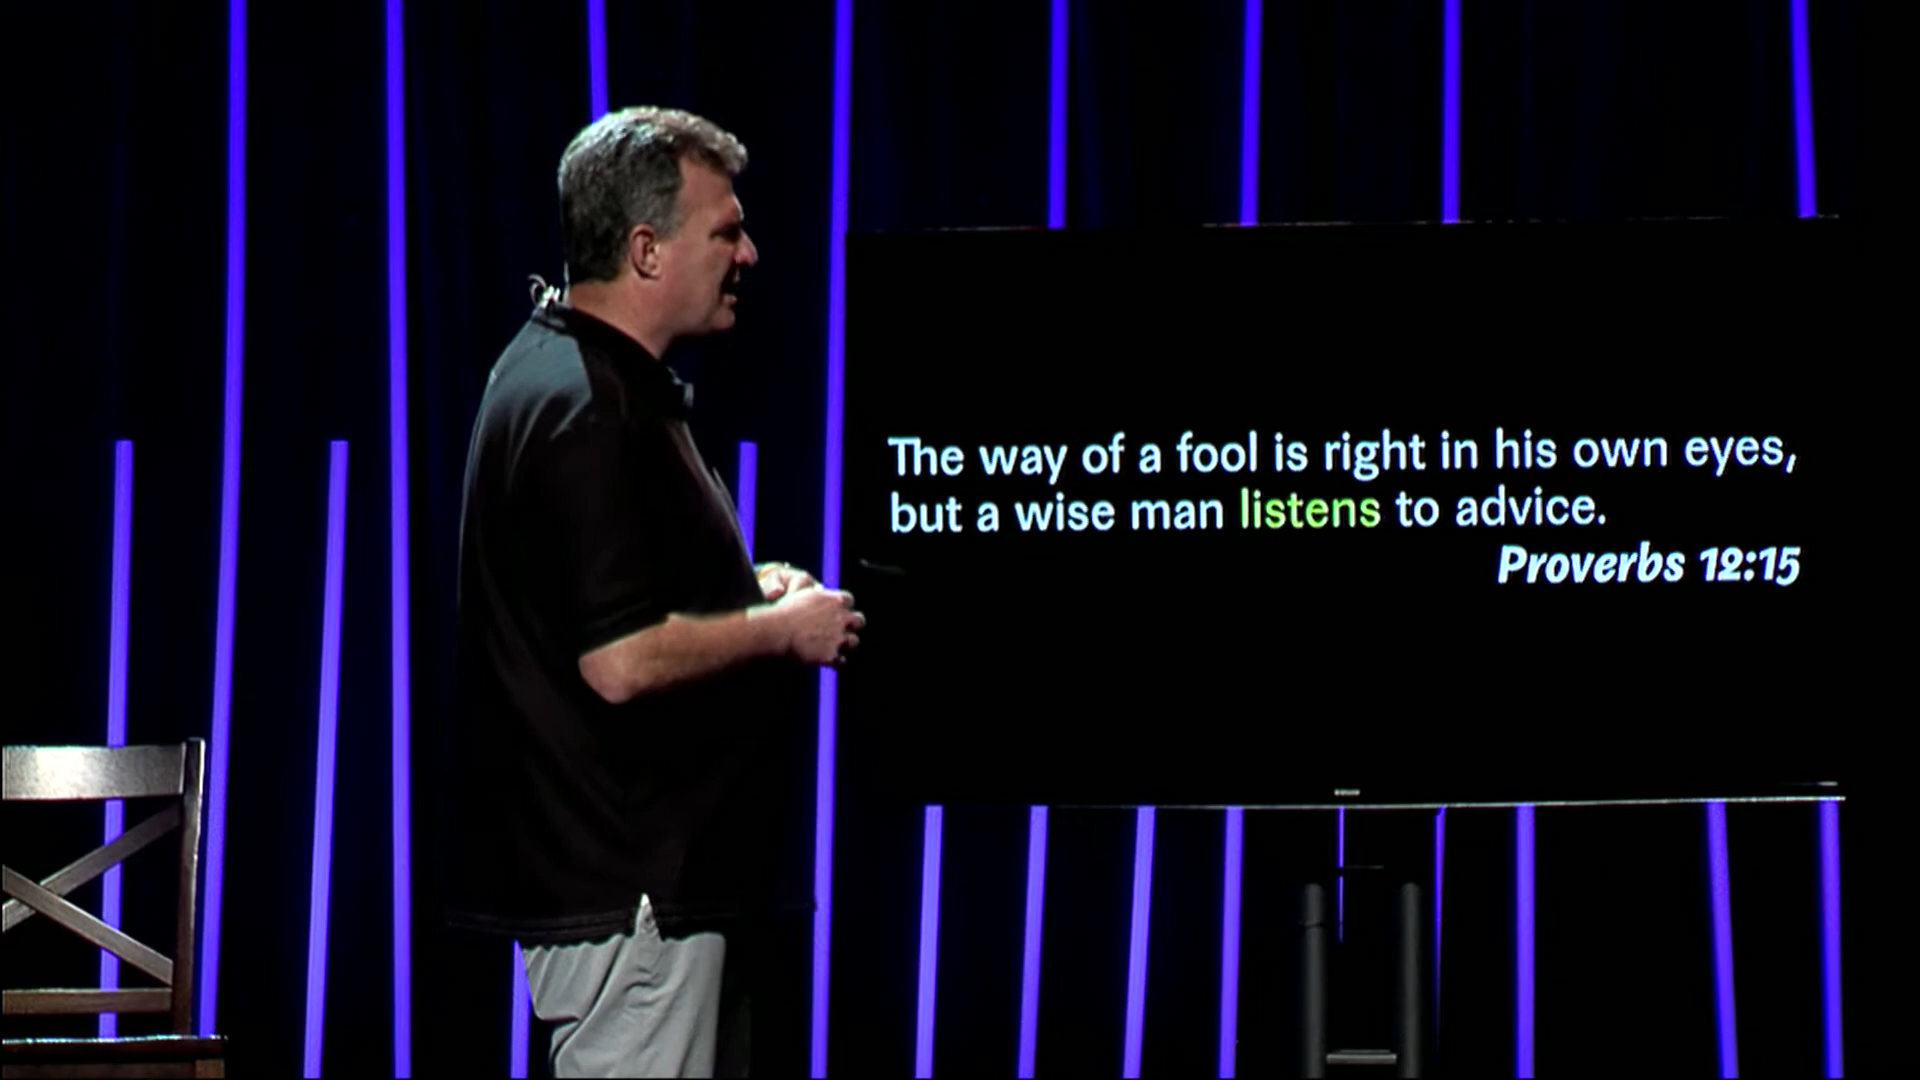 The way of a fool is right in his own eyes,
but a wise man listens to advice.
Proverbs 12:15